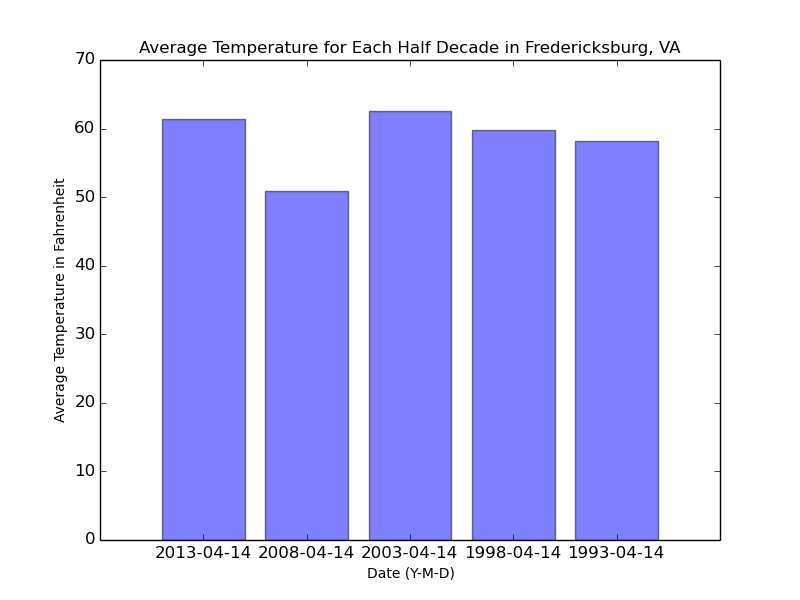 Average Temperature for Each Half Decade in Fredericksburg, VA
70
60
50
40
30
20
10
0
Average Temperature in Fahrenheit
2013-04-14 2008-04-14 2003-04-14 1998-04-14 1993-04-14
Date (Y-M-D)